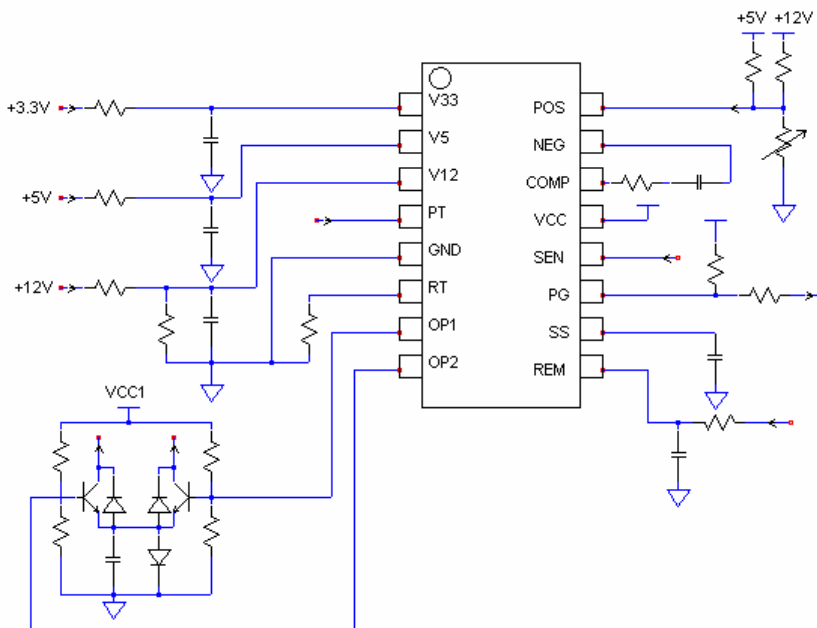 +5V +12V
+3.3V
+5V
+12V
V33
V5
V12
PT
GND
RT
OP1
OP2
POS
NEG
COMP
VCC
SEN
PG
SS
REM
VCC1